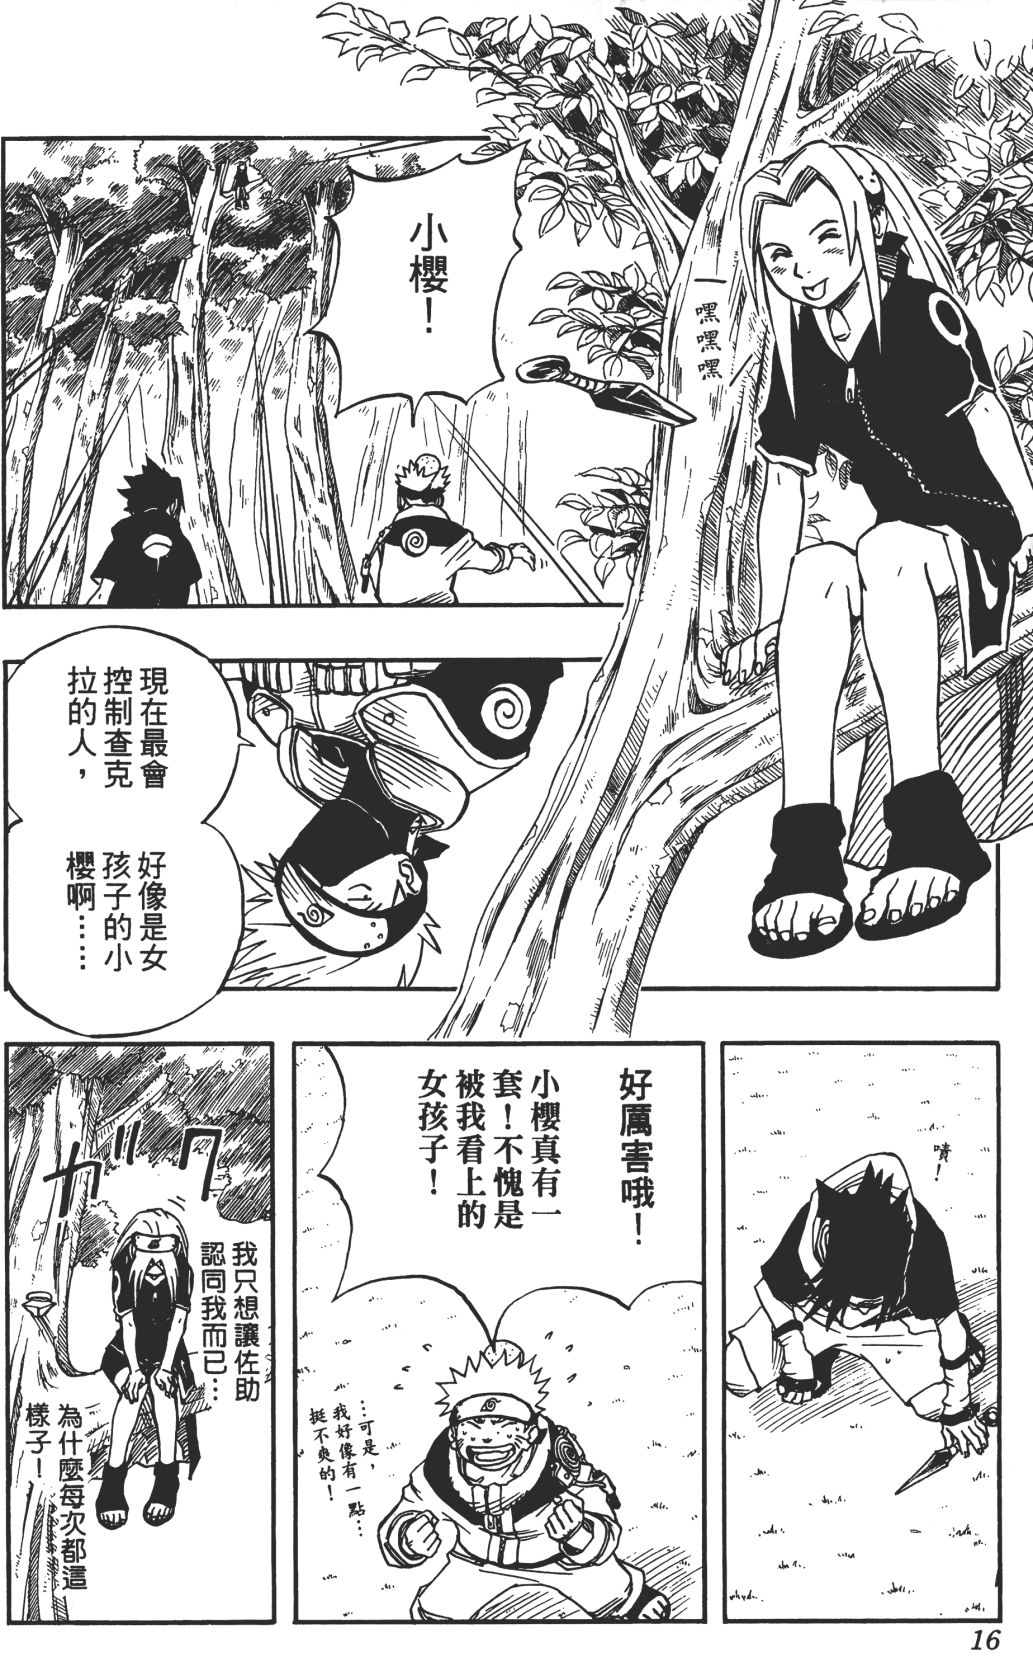 小櫻！
—嘿嘿嘿—
現在最會
控制查克
拉的人，
好像是女
孩子的小
櫻啊……
嘖！
好厲害哦！
小櫻真有一
套！不愧是
被我看上的
女孩子！
…可是，
我好像有一點…
挺不爽的！
ガクッ
我只想讓佐助
認同我而已…
為什麼每次都這
樣子！
16